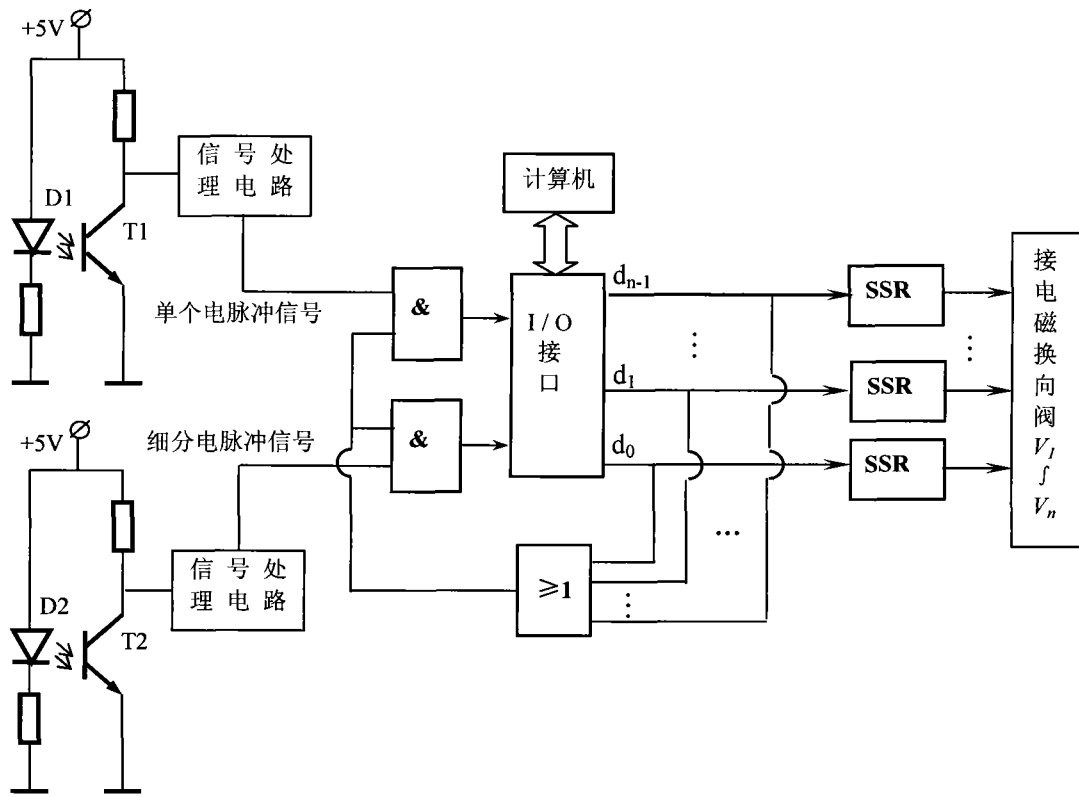 +5V
信号处
理电路
D1
T1
计算机
单个电脉冲信号
&
I / O
接
口
d_{n-1}
⋮
d_1
d_0
SSR
⋮
SSR
SSR
接
电
磁
换
向
阀
V_1
∫
V_n
+5V
细分电脉冲信号
&
信号处
理电路
D2
T2
≥1
⋮
…